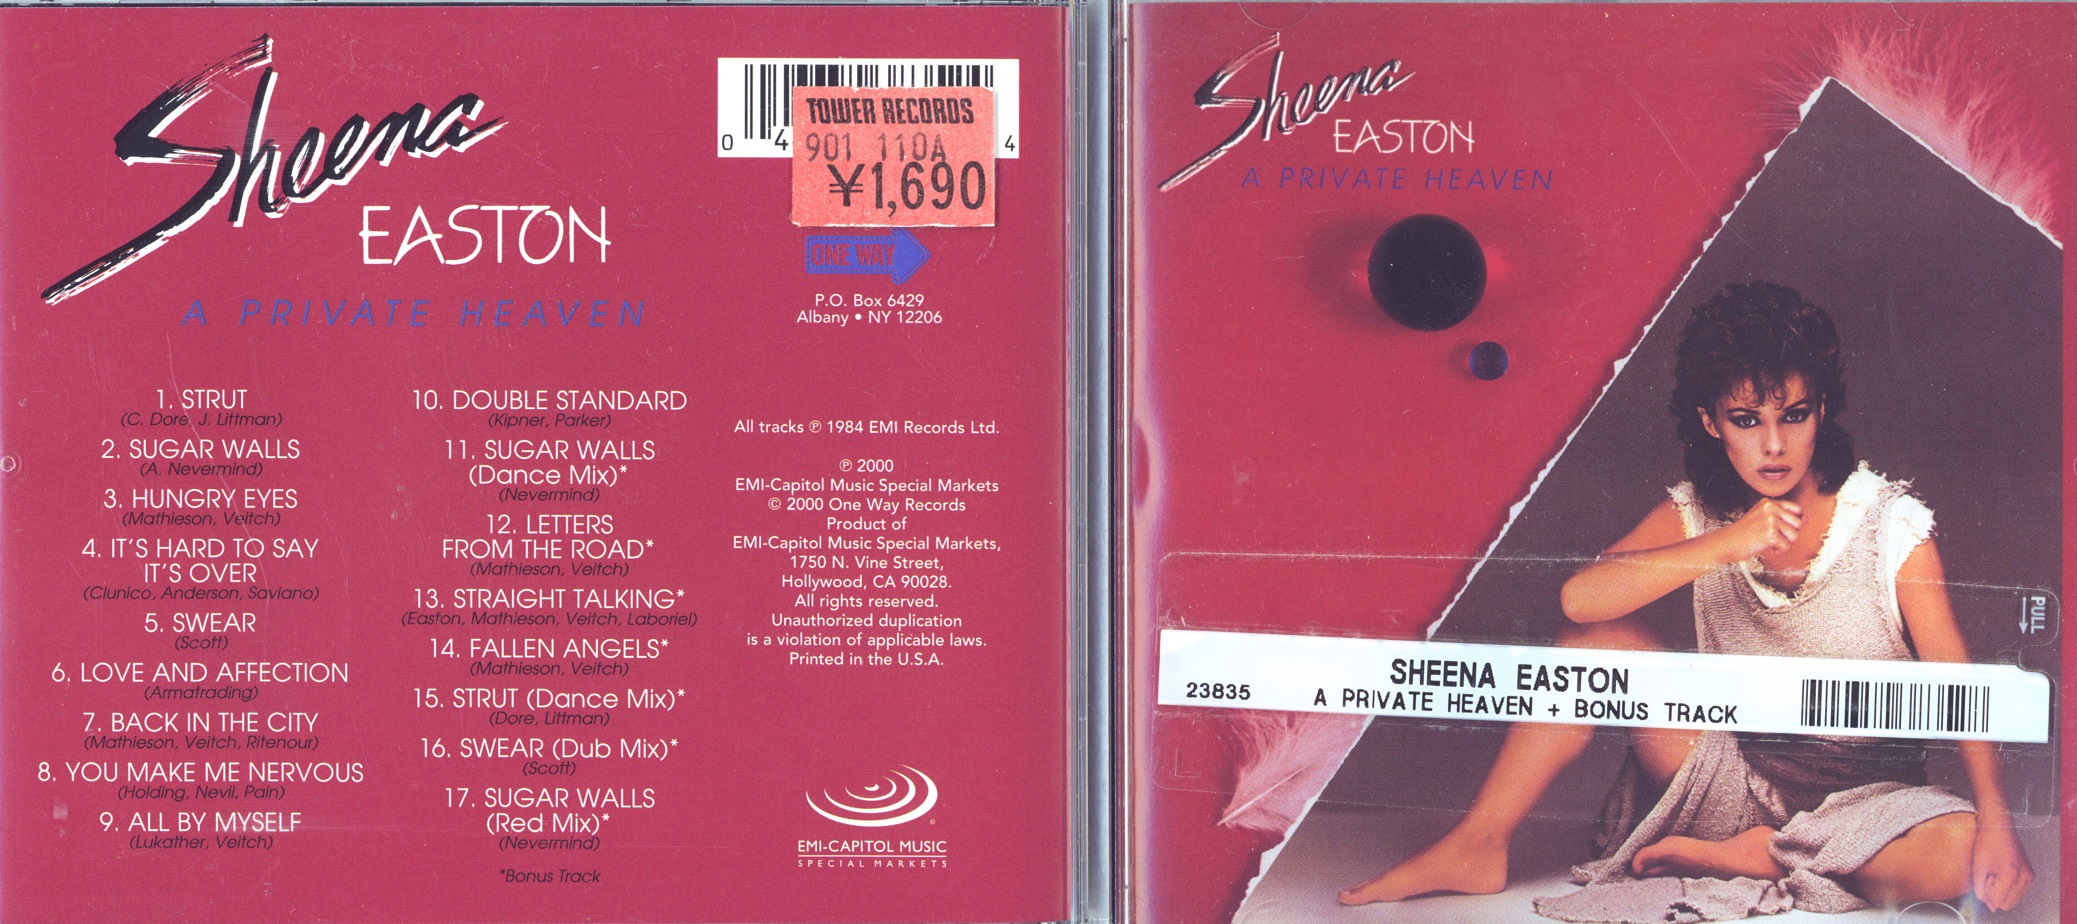 Sheena
EASTON
A PRIVATE HEAVEN
1. STRUT
(C. Dore, J. Littman)
2. SUGAR WALLS
(A. Nevermind)
3. HUNGRY EYES
(Mathieson, Veitch)
4. IT'S HARD TO SAY
IT'S OVER
(Clunico, Anderson, Saviano)
5. SWEAR
(Scott)
6. LOVE AND AFFECTION
(Armatrading)
7. BACK IN THE CITY
(Mathieson, Veitch, Ritenour)
8. YOU MAKE ME NERVOUS
(Holding, Nevil, Pain)
9. ALL BY MYSELF
(Lukather, Veitch)
10. DOUBLE STANDARD
(Kipner, Parker)
11. SUGAR WALLS
(Dance Mix)*
(Nevermind)
12. LETTERS
FROM THE ROAD*
(Mathieson, Veitch)
13. STRAIGHT TALKING*
(Easton, Mathieson, Veitch, Laboriel)
14. FALLEN ANGELS*
(Mathieson, Veitch)
15. STRUT (Dance Mix)*
(Dore, Littman)
16. SWEAR (Dub Mix)*
(Scott)
17. SUGAR WALLS
(Red Mix)*
(Nevermind)
*Bonus Track
0 4 4
TOWER RECORDS
901 110A
¥1,690
ONE WAY
P.O. Box 6429
Albany • NY 12206
All tracks ℗ 1984 EMI Records Ltd.
℗ 2000
EMI-Capitol Music Special Markets
© 2000 One Way Records
Product of
EMI-Capitol Music Special Markets,
1750 N. Vine Street,
Hollywood, CA 90028.
All rights reserved.
Unauthorized duplication
is a violation of applicable laws.
Printed in the U.S.A.
EMI-CAPITOL MUSIC
SPECIAL MARKETS
Sheena
EASTON
A PRIVATE HEAVEN
PULL
SHEENA EASTON
23835 A PRIVATE HEAVEN + BONUS TRACK